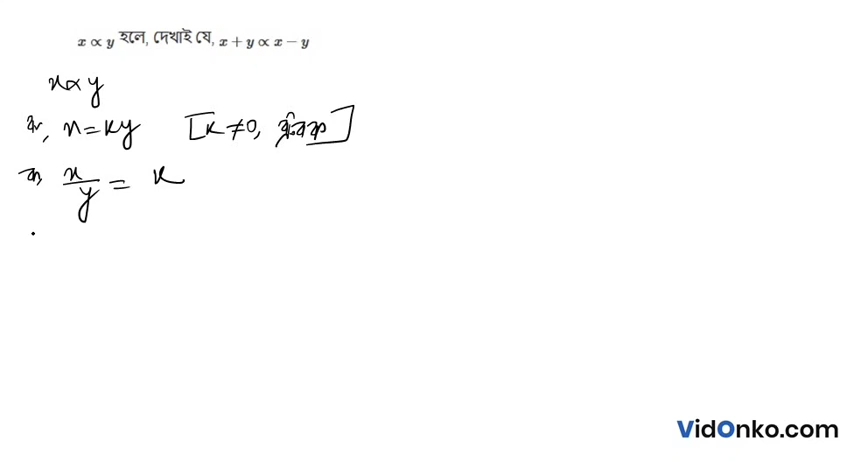 x ∝ y হলে, দেখাই যে, x + y ∝ x − y
x ∝ y
বা, x = ky [k ≠ 0, ধ্রুবক]
বা, x/y = k
VidOnko.com